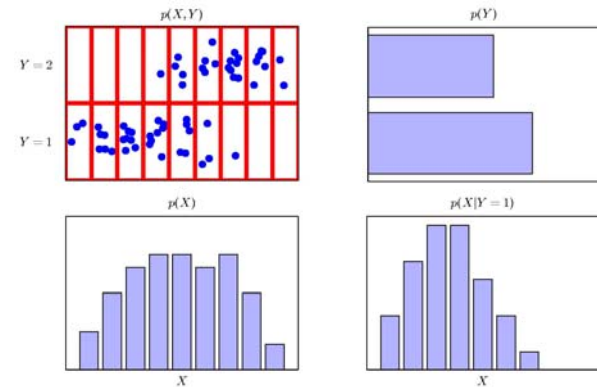 p(X, Y)
p(Y)
Y = 2
Y = 1
p(X)
p(X|Y = 1)
X
X